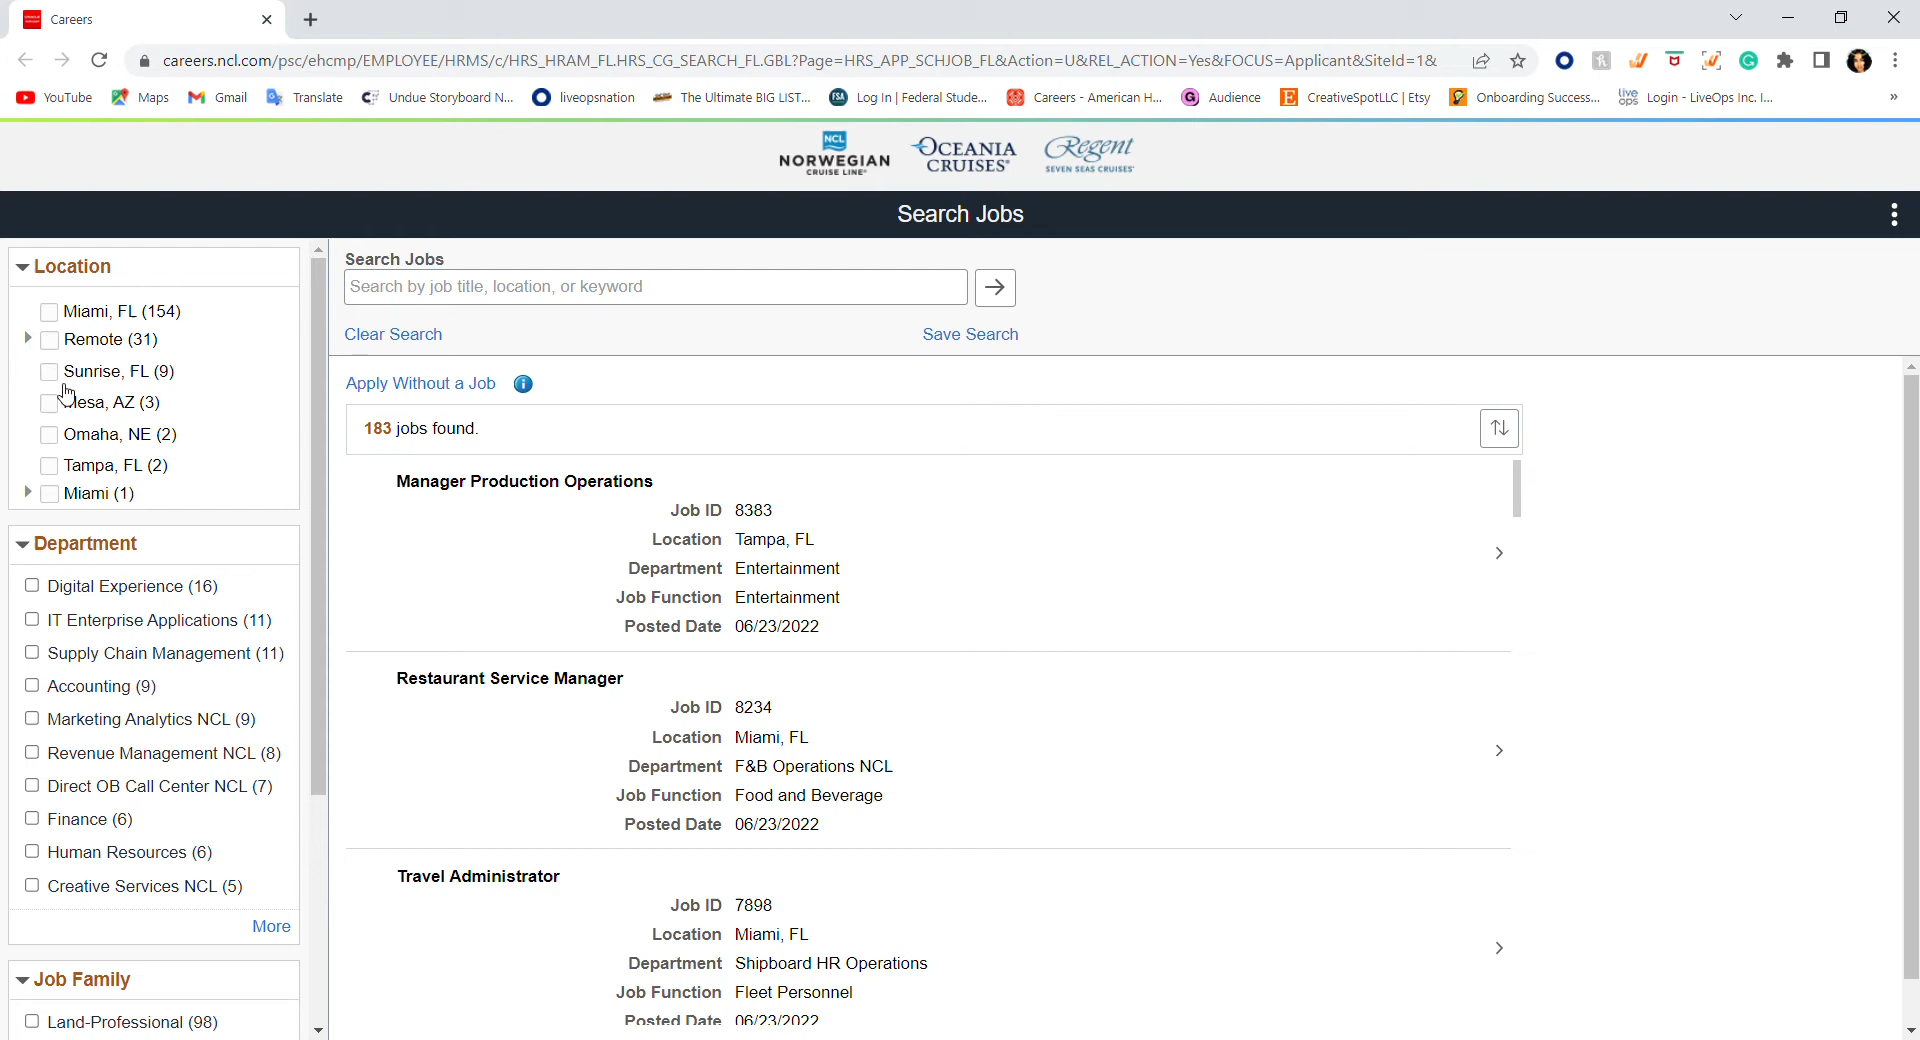 Careers
careers.ncl.com/psc/ehcmp/EMPLOYEE/HRMS/c/HRS_HRAM_FL.HRS_CG_SEARCH_FL.GBL?Page=HRS_APP_SCHJOB_FL&Action=U&REL_ACTION=Yes&FOCUS=Applicant&SiteId=1&
YouTube Maps Gmail Translate Undue Storyboard N... liveopsnation The Ultimate BIG LIST... FSA Log In | Federal Stude... Careers - American H... Audience CreativeSpotLLC | Etsy Onboarding Success... live ops Login - LiveOps Inc. I... »
NCL
NORWEGIAN
CRUISE LINE®
OCEANIA
CRUISES®
Regent
SEVEN SEAS CRUISES®
Search Jobs
Location
Miami, FL (154)
Remote (31)
Sunrise, FL (9)
AZ (3)
Omaha, NE (2)
Tampa, FL (2)
Miami (1)
Department
Digital Experience (16)
IT Enterprise Applications (11)
Supply Chain Management (11)
Accounting (9)
Marketing Analytics NCL (9)
Revenue Management NCL (8)
Direct OB Call Center NCL (7)
Finance (6)
Human Resources (6)
Creative Services NCL (5)
More
Job Family
Land-Professional (98)
Search Jobs
Search by job title, location, or keyword
Clear Search Save Search
Apply Without a Job
183 jobs found.
Manager Production Operations
Job ID 8383
Location Tampa, FL
Department Entertainment
Job Function Entertainment
Posted Date 06/23/2022
Restaurant Service Manager
Job ID 8234
Location Miami, FL
Department F&B Operations NCL
Job Function Food and Beverage
Posted Date 06/23/2022
Travel Administrator
Job ID 7898
Location Miami, FL
Department Shipboard HR Operations
Job Function Fleet Personnel
Posted Date 06/23/2022